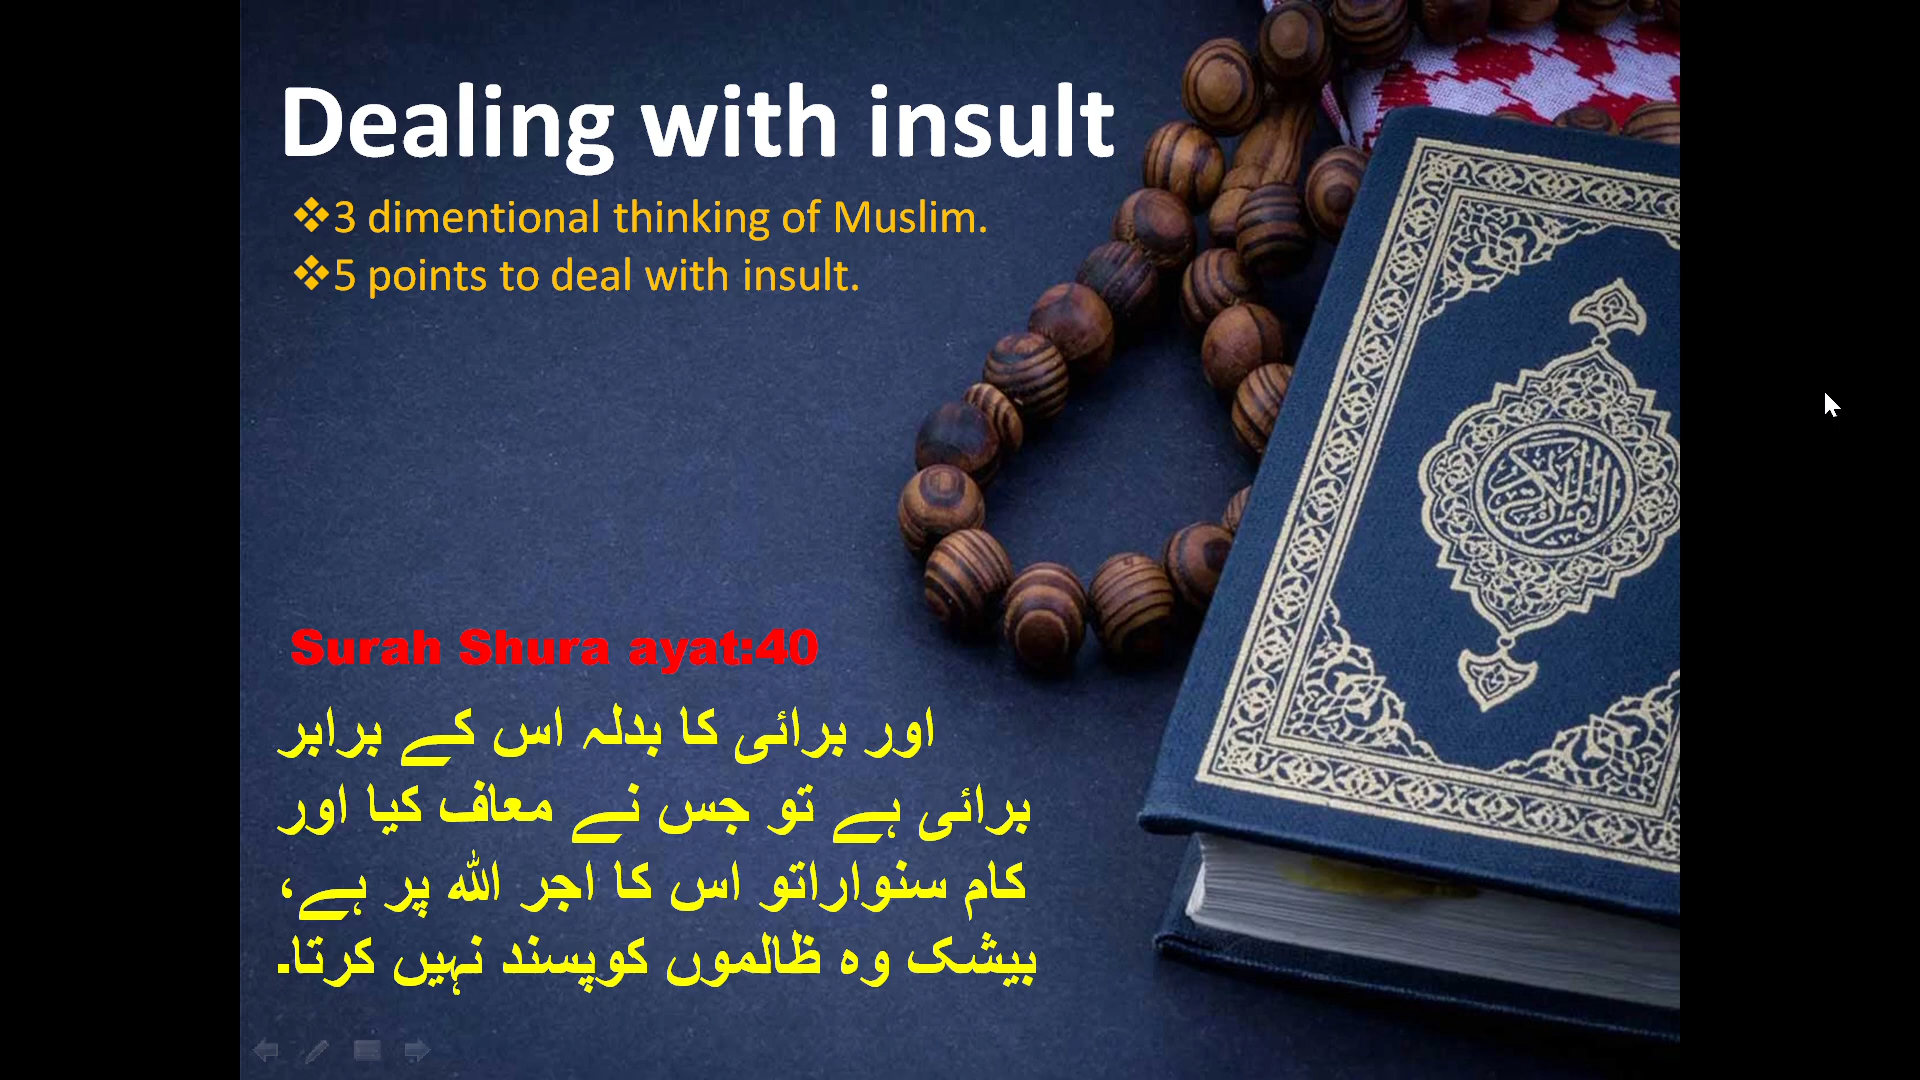 Dealing with insult
❖3 dimentional thinking of Muslim.
❖5 points to deal with insult.
Surah Shura ayat:40
اور برائی کا بدلہ اس کے برابر
برائی ہے تو جس نے معاف کیا اور
کام سنواراتو اس کا اجر اللہ پر ہے،
بیشک وہ ظالموں کوپسند نہیں کرتا۔
القرآن الكريم